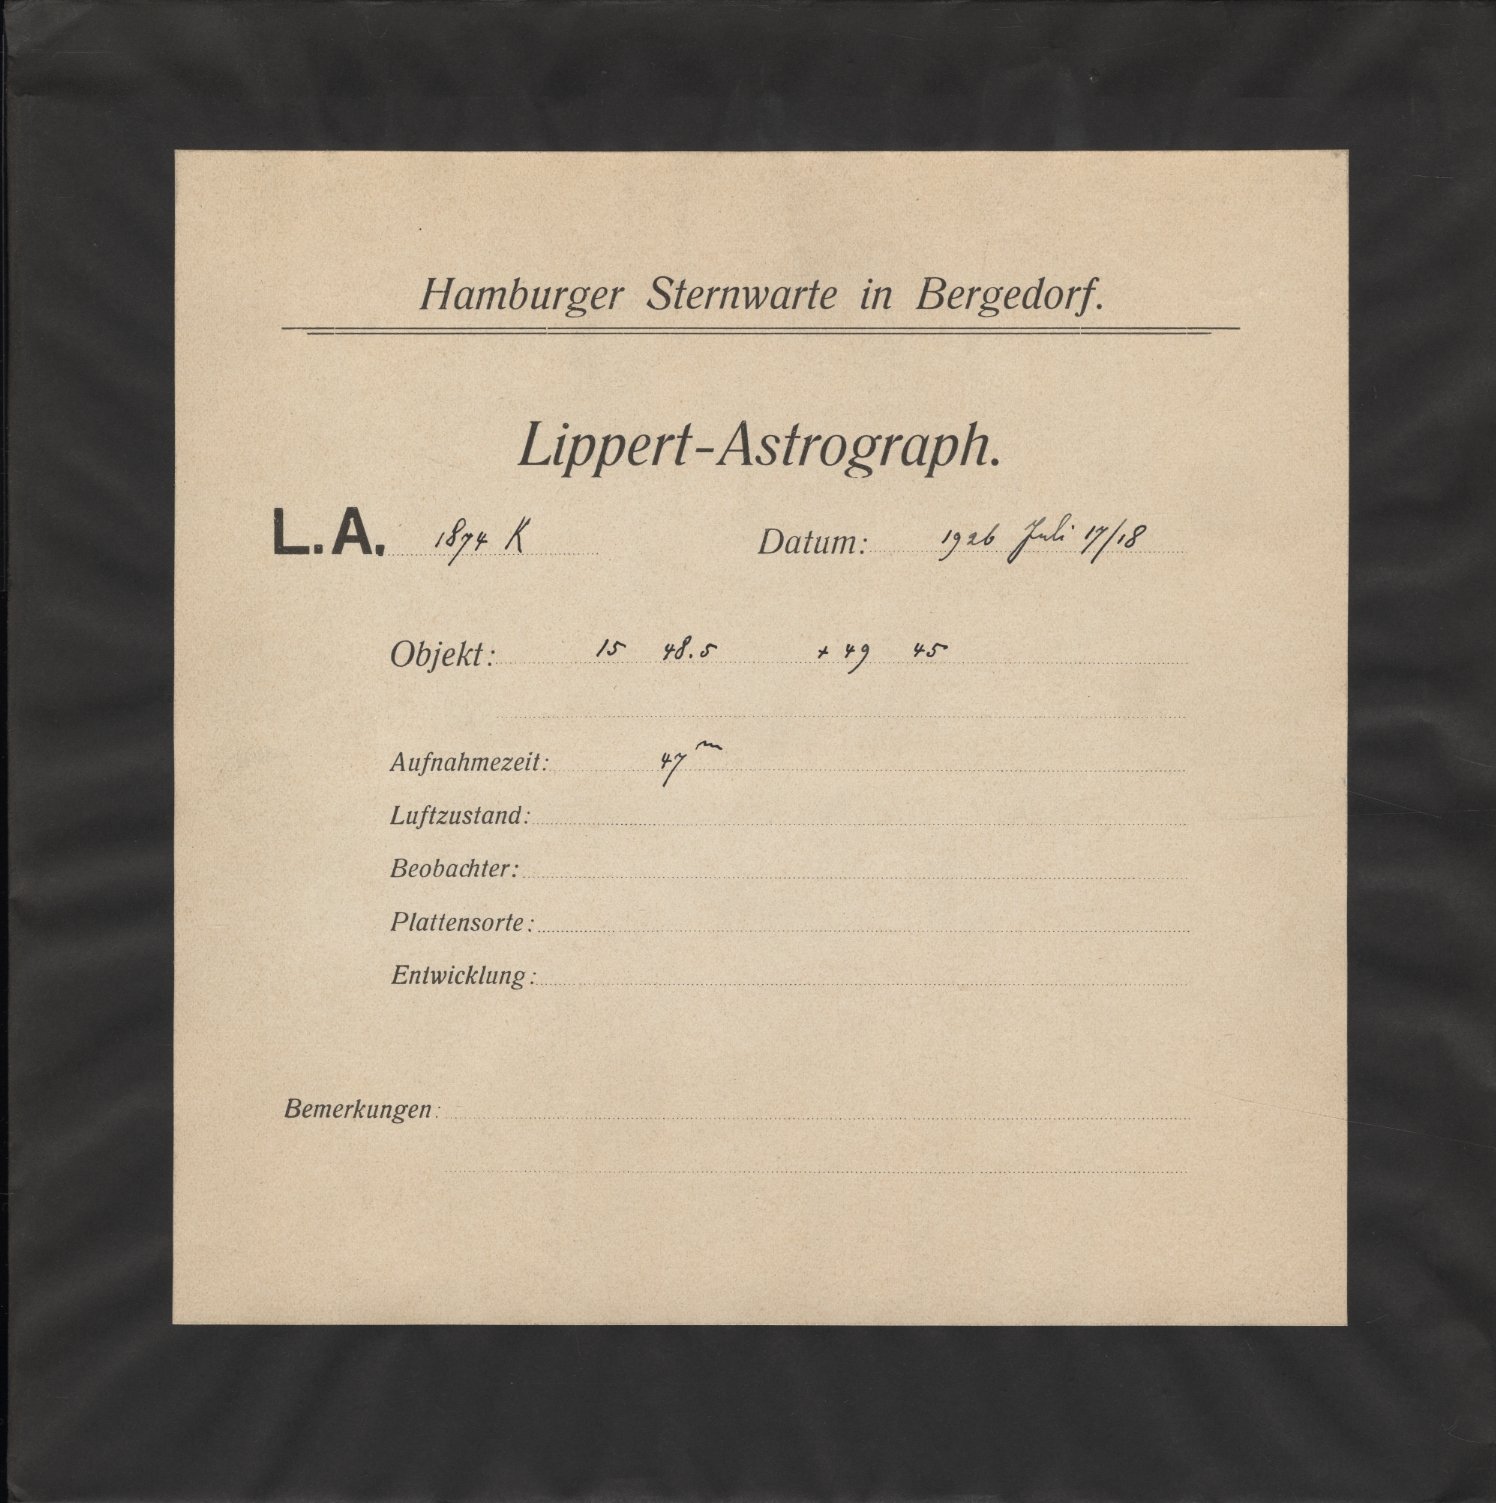 Hamburger Sternwarte in Bergedorf.
Lippert-Astrograph.
L.A. 1874 K Datum: 1926 Juli 17/18
Objekt: 15 48.5 + 49 45
Aufnahmezeit: 47 m
Luftzustand:
Beobachter:
Plattensorte:
Entwicklung:
Bemerkungen: